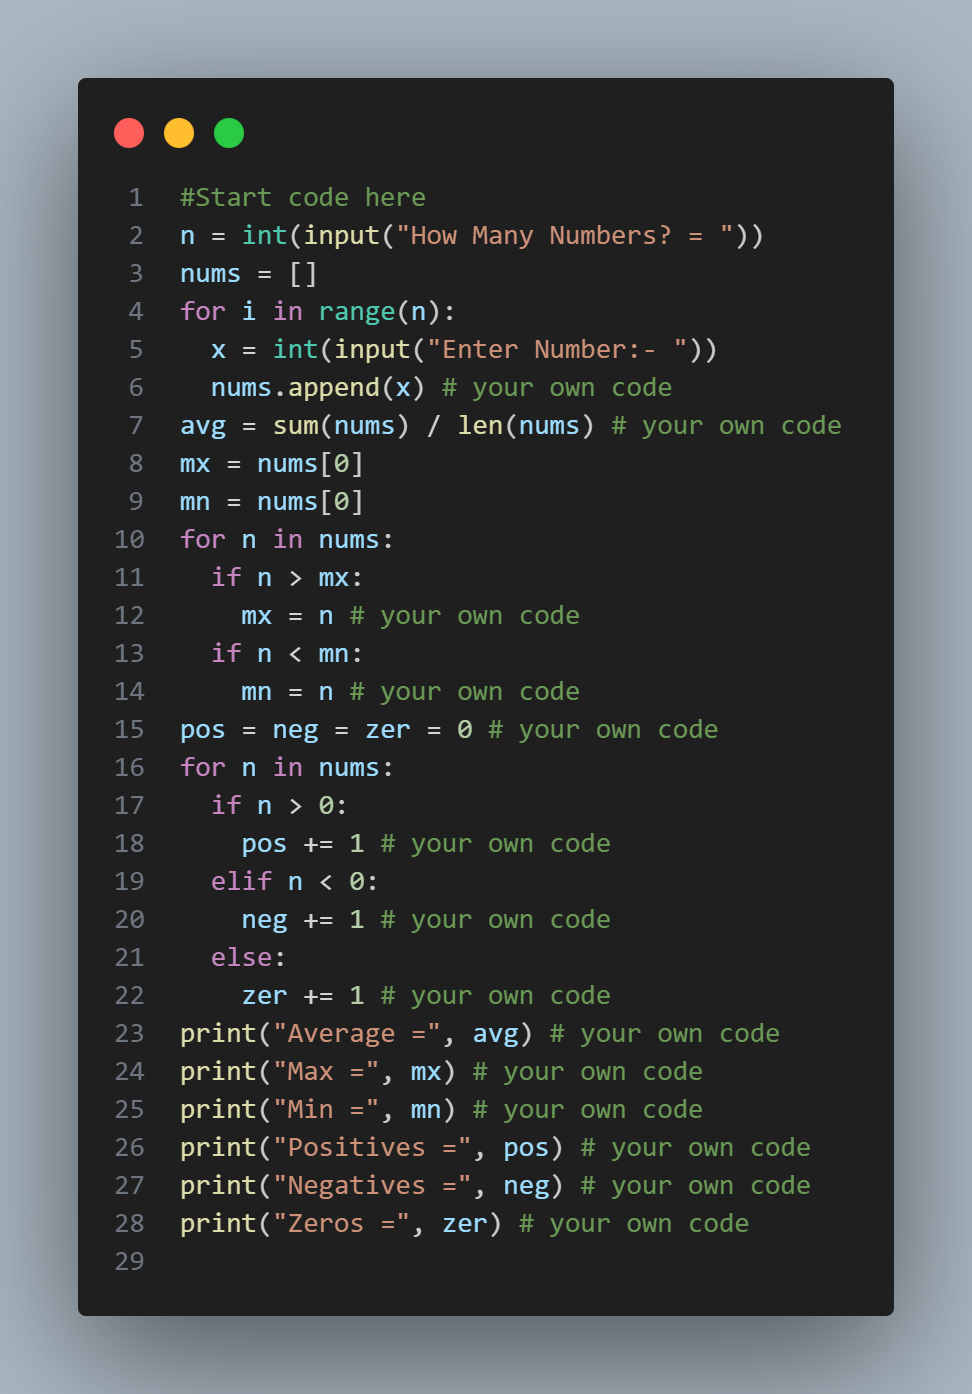 1 #Start code here
2 n = int(input("How Many Numbers? = "))
3 nums = []
4 for i in range(n):
5   x = int(input("Enter Number:- "))
6   nums.append(x) # your own code
7 avg = sum(nums) / len(nums) # your own code
8 mx = nums[0]
9 mn = nums[0]
10 for n in nums:
11   if n > mx:
12     mx = n # your own code
13   if n < mn:
14     mn = n # your own code
15 pos = neg = zer = 0 # your own code
16 for n in nums:
17   if n > 0:
18     pos += 1 # your own code
19   elif n < 0:
20     neg += 1 # your own code
21   else:
22     zer += 1 # your own code
23 print("Average =", avg) # your own code
24 print("Max =", mx) # your own code
25 print("Min =", mn) # your own code
26 print("Positives =", pos) # your own code
27 print("Negatives =", neg) # your own code
28 print("Zeros =", zer) # your own code
29